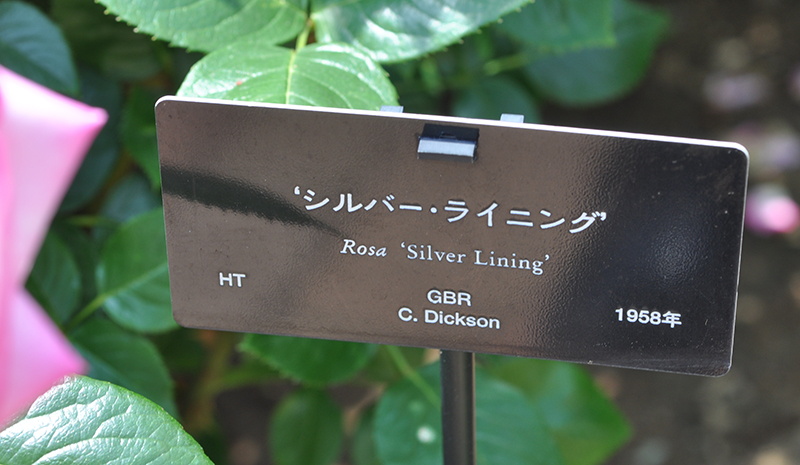 ‘シルバー・ライニング’
Rosa ‘Silver Lining’
HT
GBR
C. Dickson
1958年